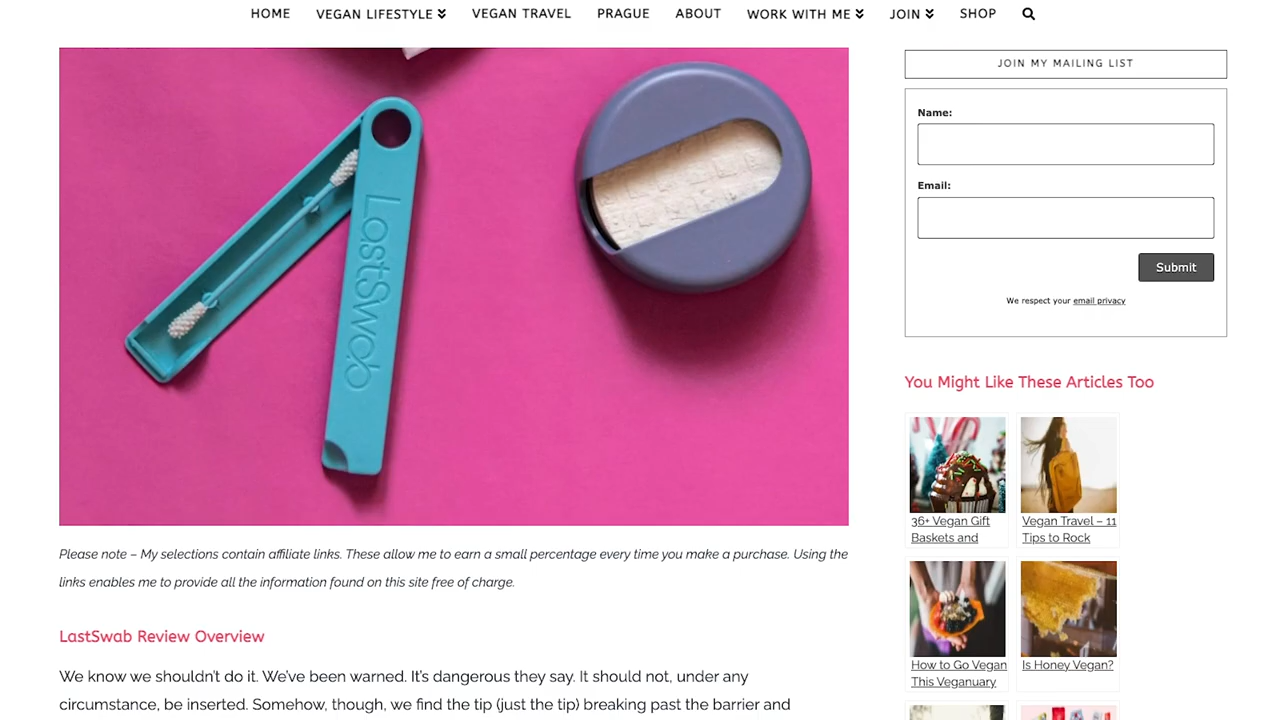 HOME VEGAN LIFESTYLE VEGAN TRAVEL PRAGUE ABOUT WORK WITH ME JOIN SHOP
LastSwab
Please note – My selections contain affiliate links. These allow me to earn a small percentage every time you make a purchase. Using the
links enables me to provide all the information found on this site free of charge.
LastSwab Review Overview
We know we shouldn't do it. We've been warned. It's dangerous they say. It should not, under any
circumstance, be inserted. Somehow, though, we find the tip (just the tip) breaking past the barrier and
JOIN MY MAILING LIST
Name:
Email:
Submit
We respect your email privacy
You Might Like These Articles Too
36+ Vegan Gift
Baskets and
Vegan Travel – 11
Tips to Rock
How to Go Vegan
This Veganuary
Is Honey Vegan?